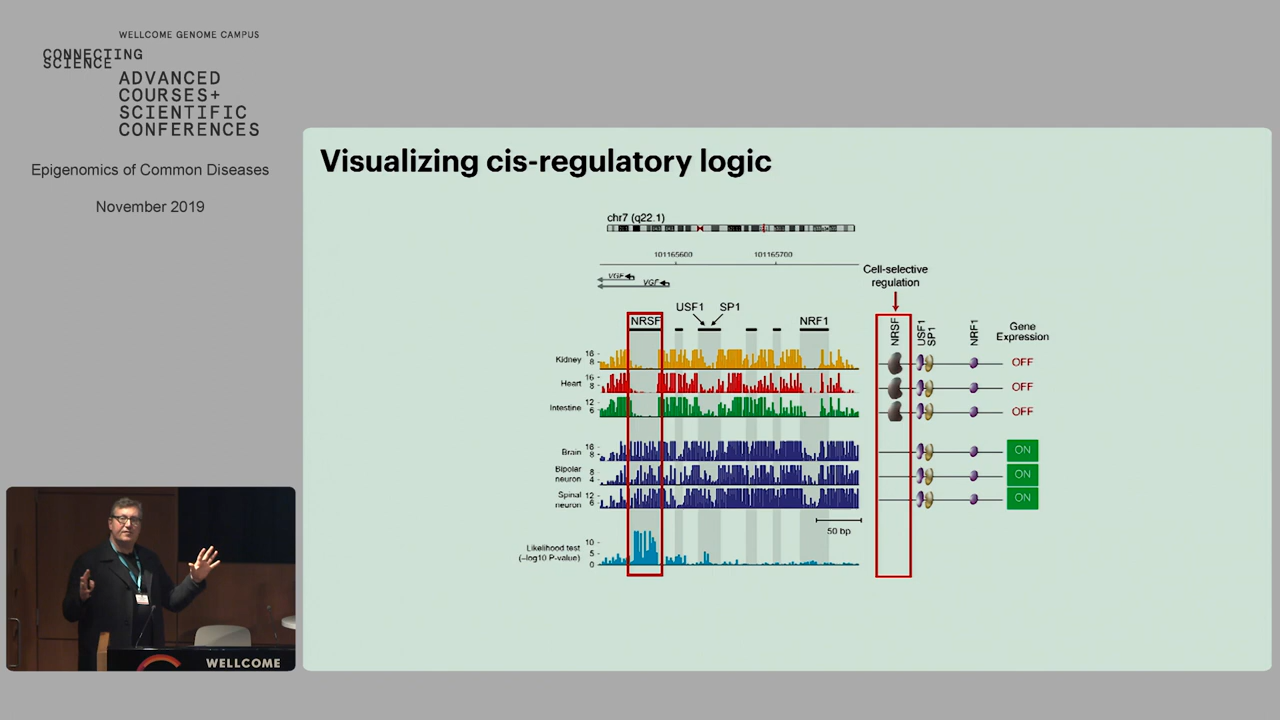 WELLCOME GENOME CAMPUS
CONNECTING
SCIENCE
ADVANCED
COURSES+
SCIENTIFIC
CONFERENCES
Epigenomics of Common Diseases
November 2019
Visualizing cis-regulatory logic
chr7 (q22.1)
101165600 101165700
VGF
VGF
Cell-selective
regulation
USF1 SP1
NRSF NRF1
NRSF USF1 SP1 NRF1
Gene
Expression
Kidney 16 8 OFF
Heart 16 8 OFF
Intestine 12 6 OFF
Brain 16 8 ON
Bipolar
neuron 8 4 ON
Spinal
neuron 12 6 ON
50 bp
Likelihood test
(–log10 P-value)
10
5
0
WELLCOME